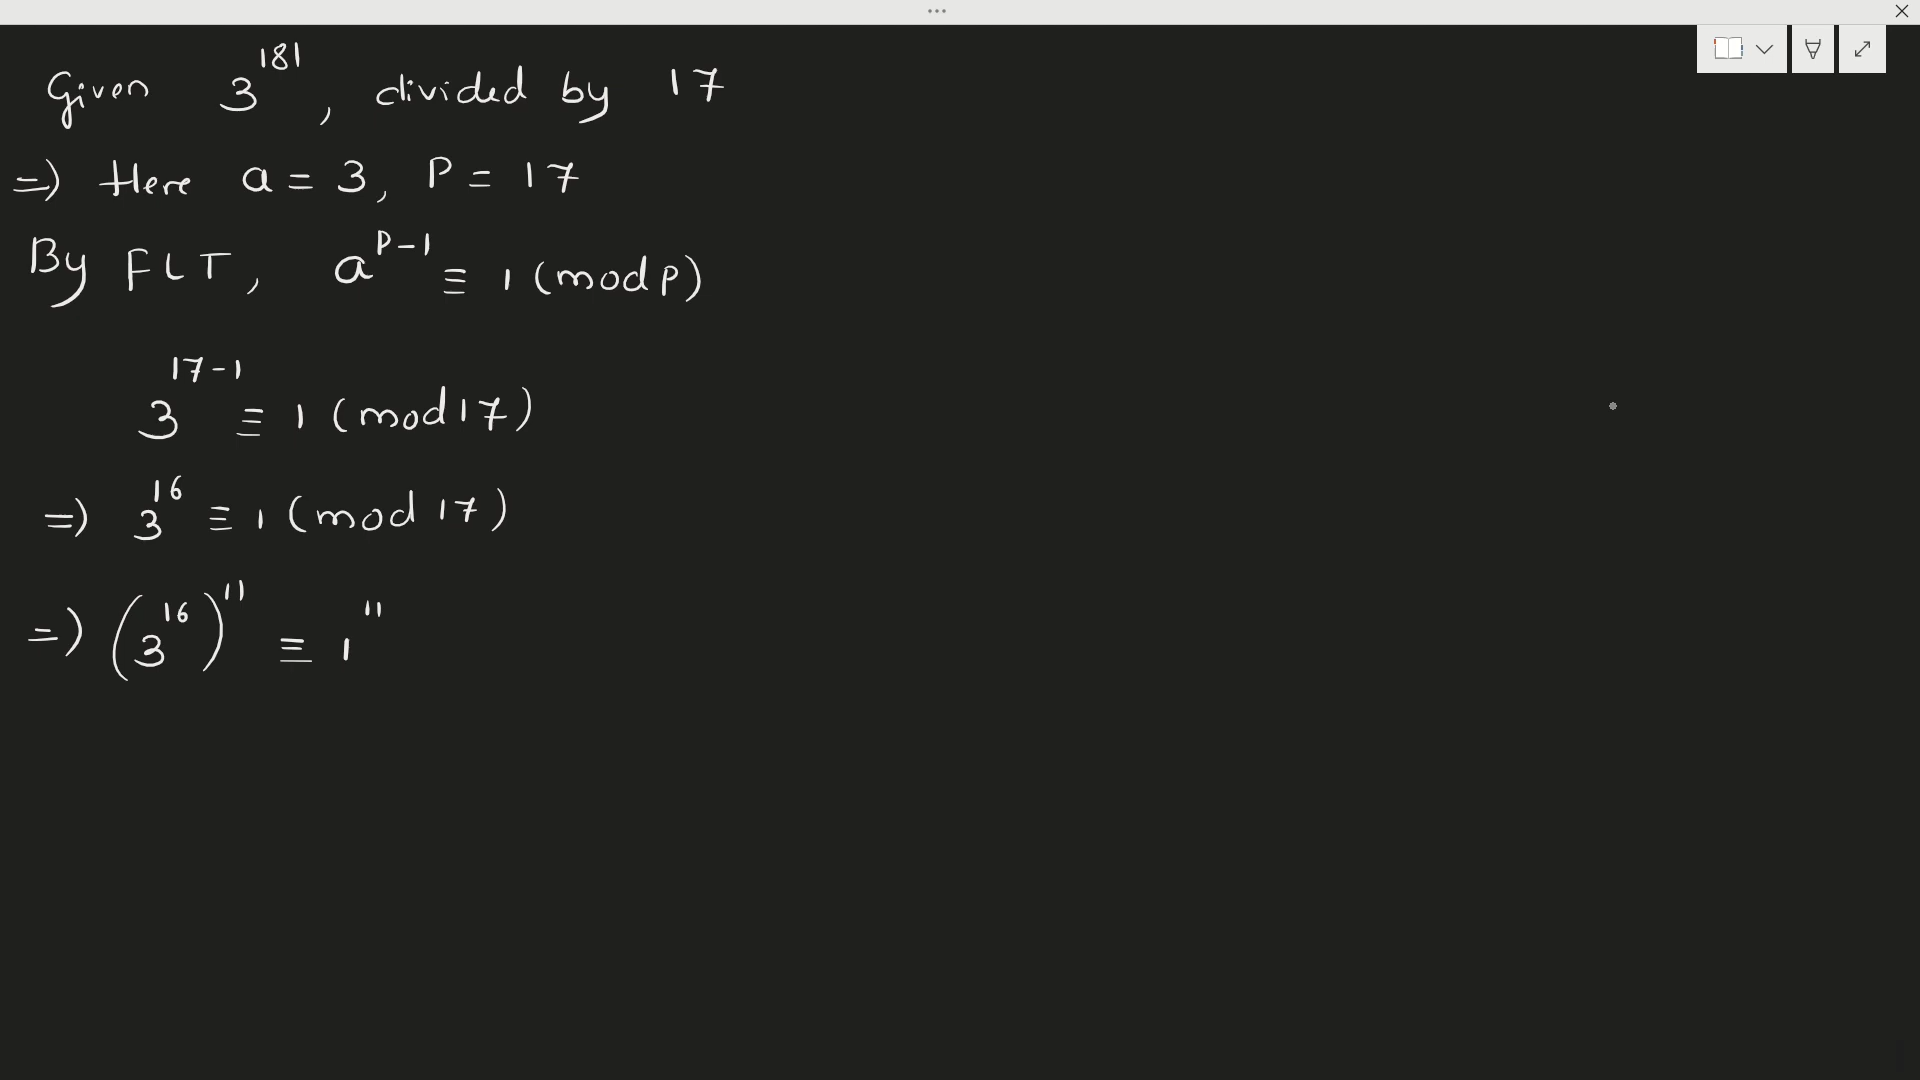 Given 3^181, divided by 17
=) Here a = 3, P = 17
By FLT, a^(P-1) ≡ 1 (mod P)
3^(17-1) ≡ 1 (mod 17)
=) 3^16 ≡ 1 (mod 17)
=) (3^16)^11 ≡ 1^11